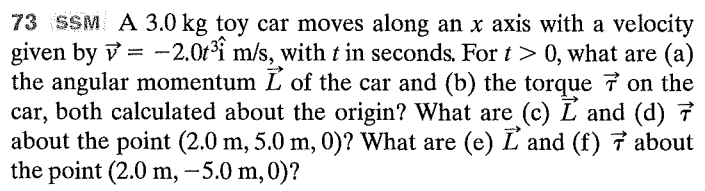 73 SSM A 3.0 kg toy car moves along an x axis with a velocity
given by v⃗ = −2.0t³î m/s, with t in seconds. For t > 0, what are (a)
the angular momentum L⃗ of the car and (b) the torque τ⃗ on the
car, both calculated about the origin? What are (c) L⃗ and (d) τ⃗
about the point (2.0 m, 5.0 m, 0)? What are (e) L⃗ and (f) τ⃗ about
the point (2.0 m, −5.0 m, 0)?